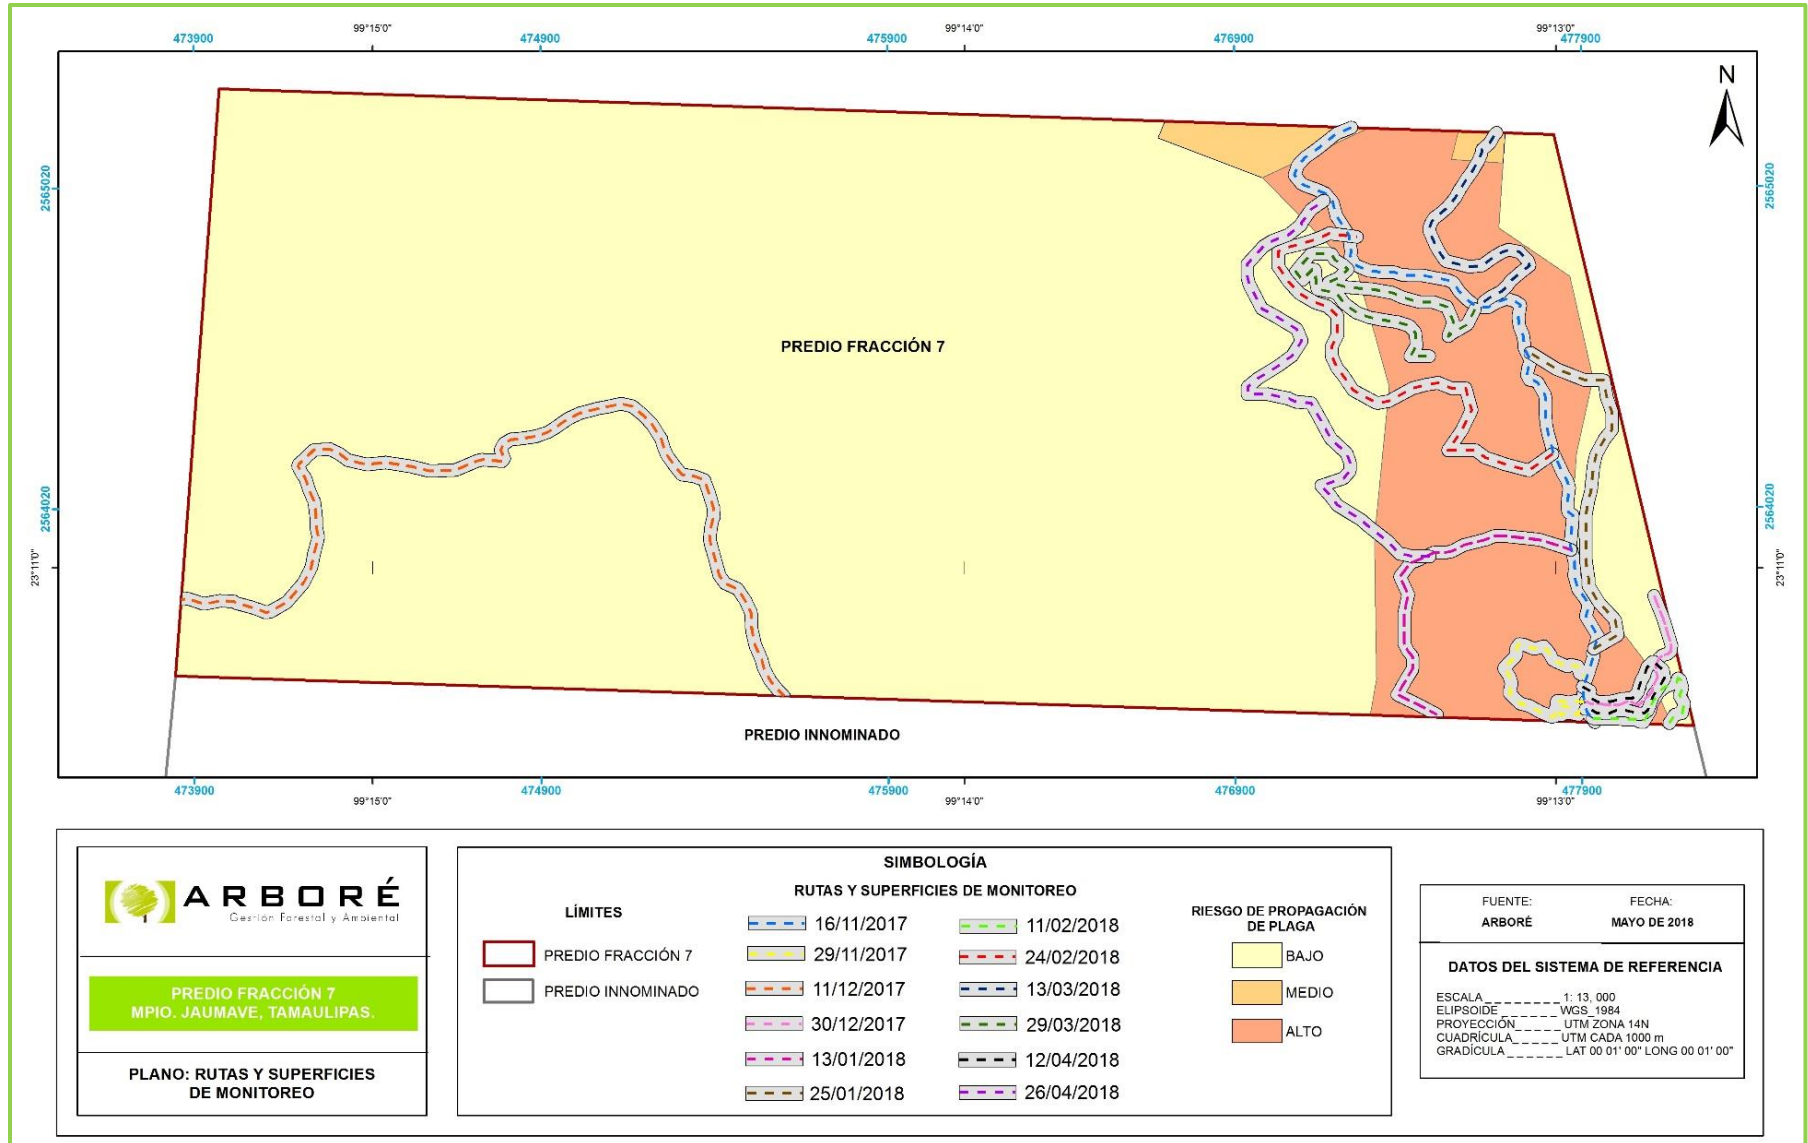 99°15'0"
99°14'0"
99°13'0"
473900
474900
475900
476900
477900
N
2565020
2565020
PREDIO FRACCIÓN 7
2564020
2564020
23°11'0"
23°11'0"
PREDIO INNOMINADO
473900
474900
475900
476900
477900
99°15'0"
99°14'0"
99°13'0"
ARBORÉ
Gestión Forestal y Ambiental
PREDIO FRACCIÓN 7
MPIO. JAUMAVE, TAMAULIPAS.
PLANO: RUTAS Y SUPERFICIES
DE MONITOREO
SIMBOLOGÍA
LÍMITES
PREDIO FRACCIÓN 7
PREDIO INNOMINADO
RUTAS Y SUPERFICIES DE MONITOREO
16/11/2017
29/11/2017
11/12/2017
30/12/2017
13/01/2018
25/01/2018
11/02/2018
24/02/2018
13/03/2018
29/03/2018
12/04/2018
26/04/2018
RIESGO DE PROPAGACIÓN
DE PLAGA
BAJO
MEDIO
ALTO
FUENTE:
ARBORÉ
FECHA:
MAYO DE 2018
DATOS DEL SISTEMA DE REFERENCIA
ESCALA_________ 1: 13, 000
ELIPSOIDE_______WGS_1984
PROYECCIÓN_____ UTM ZONA 14N
CUADRÍCULA_____ UTM CADA 1000 m
GRADÍCULA_______ LAT 00 01' 00" LONG 00 01' 00"